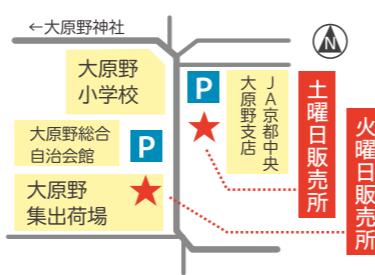 ←大原野神社
N
大原野
小学校
P
JA京都中央
大原野支店
土曜日販売所
火曜日販売所
大原野総合
自治会館
P
大原野
集出荷場